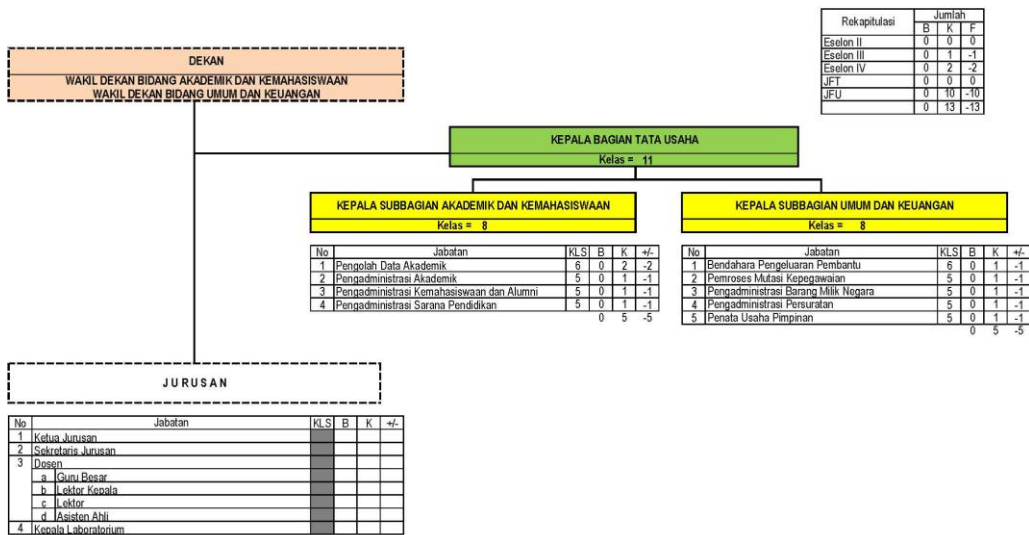 Rekapitulasi Jumlah
B K F
Eselon II 0 0 0
Eselon III 0 1 -1
Eselon IV 0 2 -2
JFT 0 0 0
JFU 0 10 -10
0 13 -13
DEKAN
WAKIL DEKAN BIDANG AKADEMIK DAN KEMAHASISWAAN
WAKIL DEKAN BIDANG UMUM DAN KEUANGAN
KEPALA BAGIAN TATA USAHA
Kelas = 11
KEPALA SUBBAGIAN AKADEMIK DAN KEMAHASISWAAN
Kelas = 8
No Jabatan KLS B K +/-
1 Pengolah Data Akademik 6 0 2 -2
2 Pengadministrasi Akademik 5 0 1 -1
3 Pengadministrasi Kemahasiswaan dan Alumni 5 0 1 -1
4 Pengadministrasi Sarana Pendidikan 5 0 1 -1
0 5 -5
KEPALA SUBBAGIAN UMUM DAN KEUANGAN
Kelas = 8
No Jabatan KLS B K +/-
1 Bendahara Pengeluaran Pembantu 6 0 1 -1
2 Pemroses Mutasi Kepegawaian 5 0 1 -1
3 Pengadministrasi Barang Milik Negara 5 0 1 -1
4 Pengadministrasi Persuratan 5 0 1 -1
5 Penata Usaha Pimpinan 5 0 1 -1
0 5 -5
JURUSAN
No Jabatan KLS B K +/-
1 Ketua Jurusan
2 Sekretaris Jurusan
3 Dosen
a Guru Besar
b Lektor Kepala
c Lektor
d Asisten Ahli
4 Kepala Laboratorium